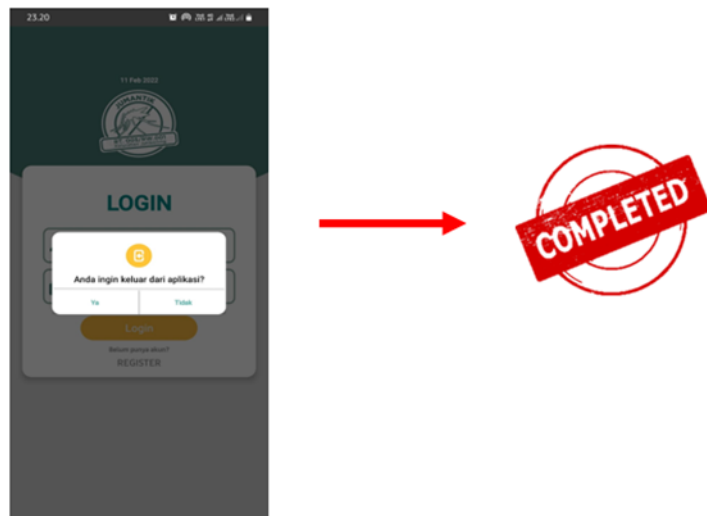 23.20
11 Feb 2022
JUMANTIK
LOGIN
Anda ingin keluar dari aplikasi?
Ya
Tidak
Login
Belum punya akun?
REGISTER
COMPLETED